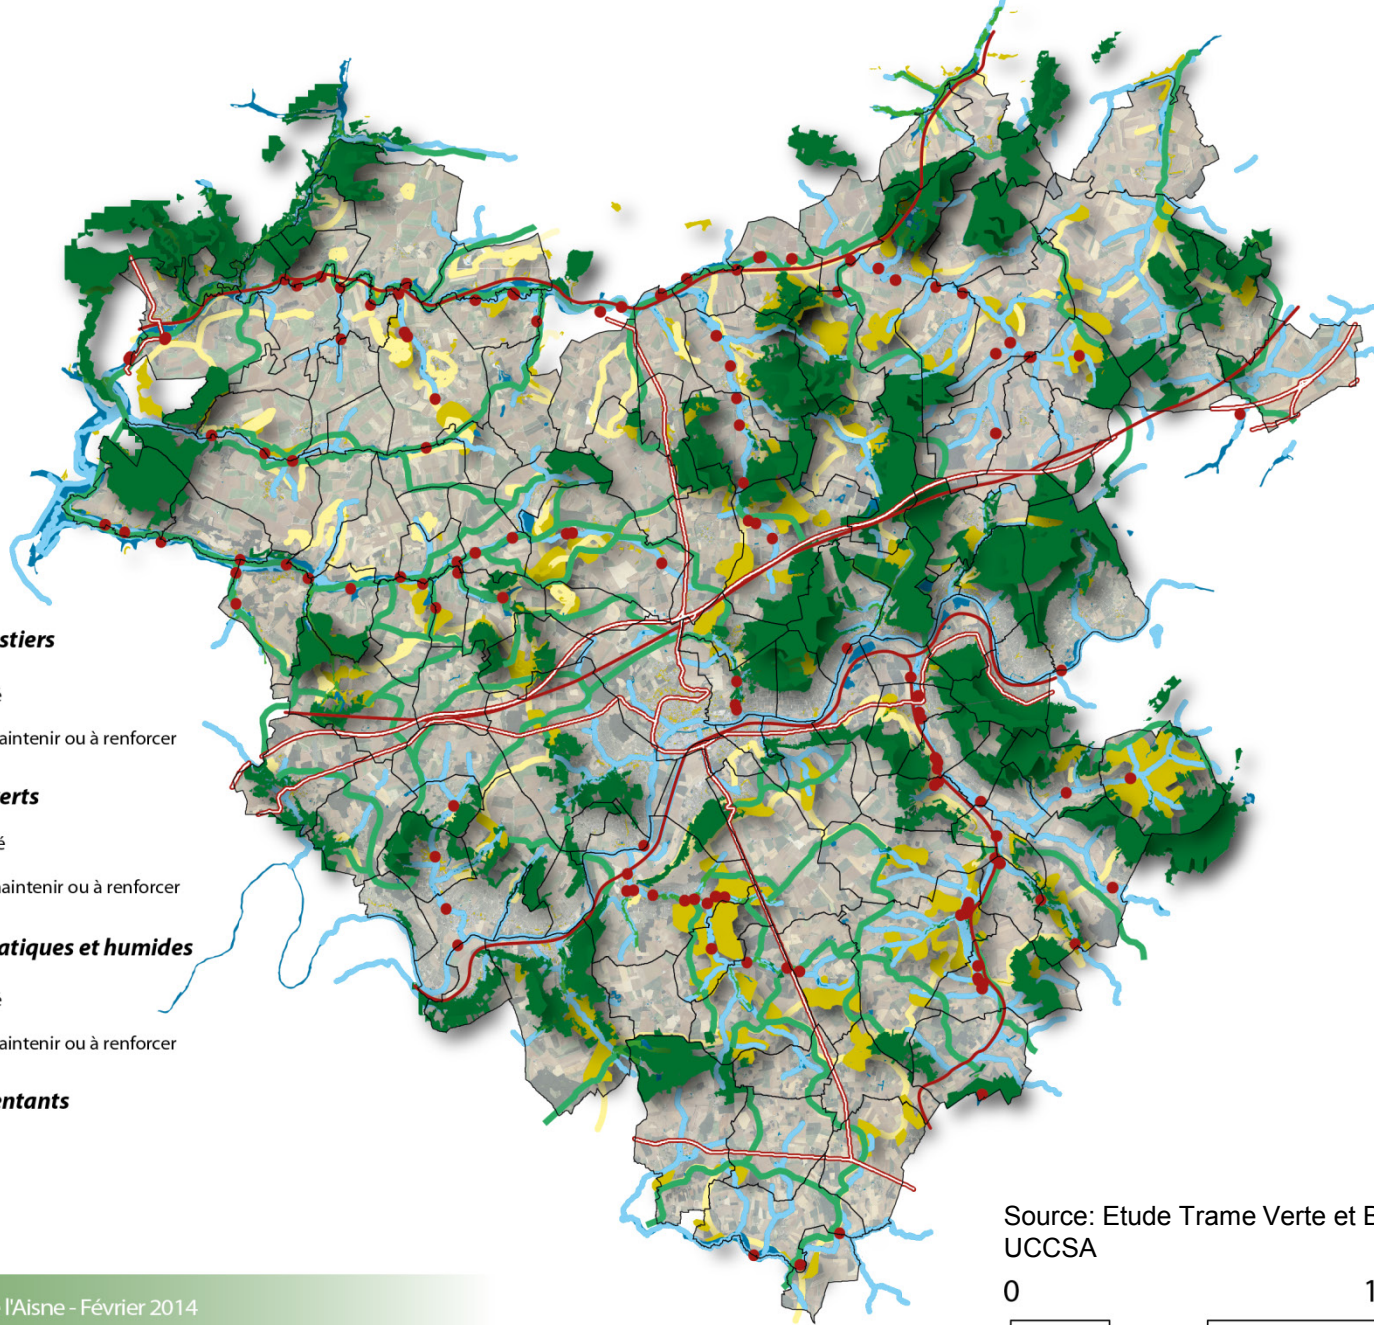 stiers
é
aintenir ou à renforcer
erts
é
naintenir ou à renforcer
atiques et humides
é
aintenir ou à renforcer
entants
Source: Etude Trame Verte et B
UCCSA
0 1
l'Aisne - Février 2014